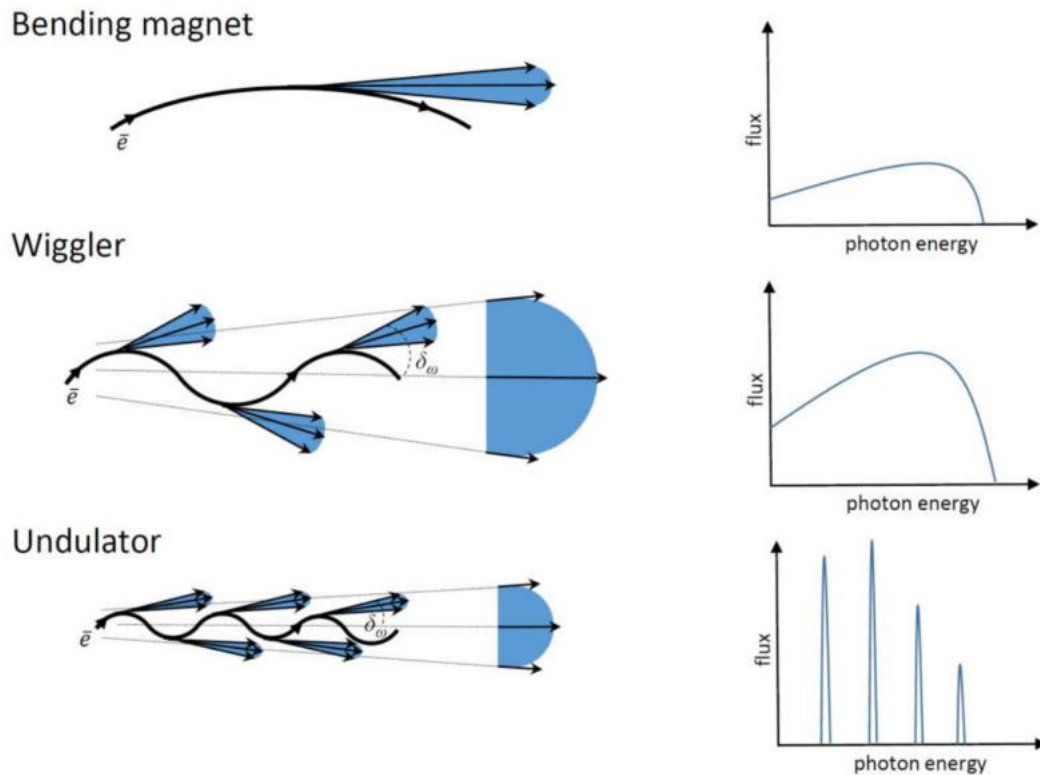 Bending magnet
ē
flux
photon energy
Wiggler
ē
δω
flux
photon energy
Undulator
ē
δω
flux
photon energy